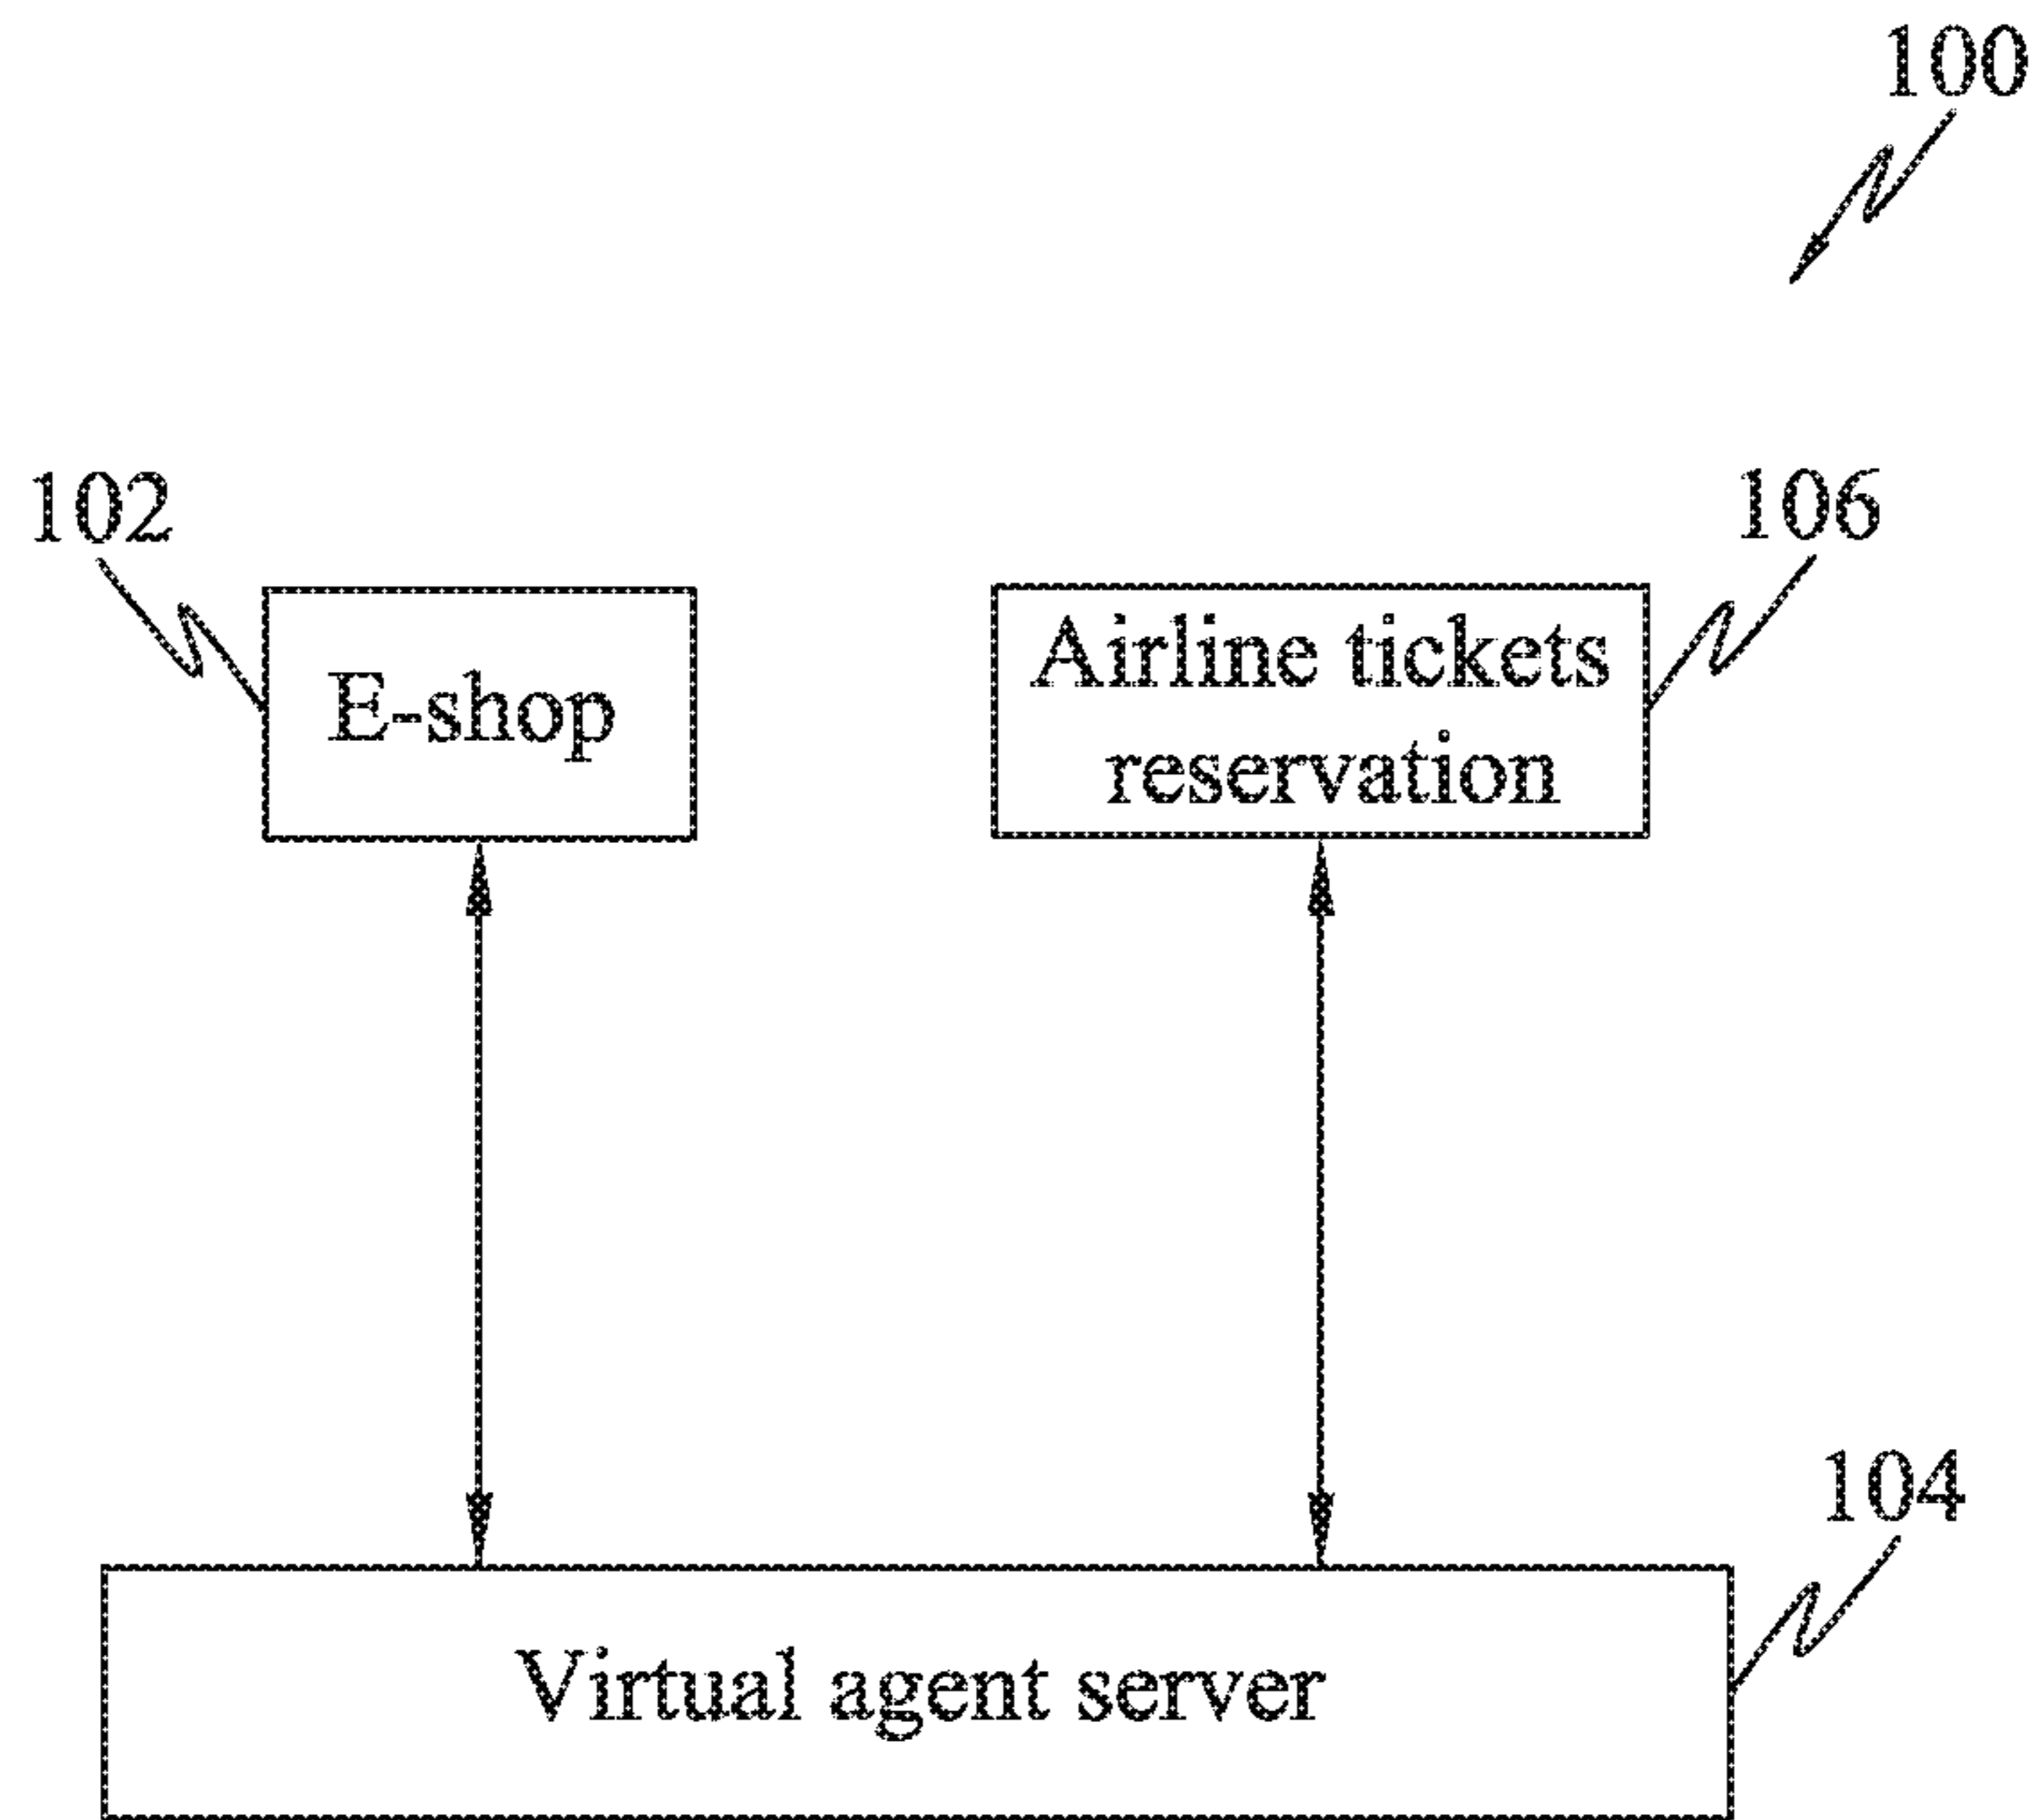 100
102
106
E-shop
Airline tickets
reservation
104
Virtual agent server